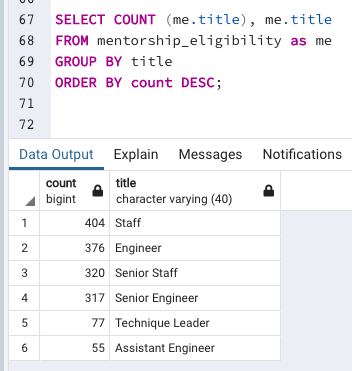 67 SELECT COUNT (me.title), me.title
68 FROM mentorship_eligibility as me
69 GROUP BY title
70 ORDER BY count DESC;
71
72
Data Output Explain Messages Notifications
count title
bigint character varying (40)
1 404 Staff
2 376 Engineer
3 320 Senior Staff
4 317 Senior Engineer
5 77 Technique Leader
6 55 Assistant Engineer